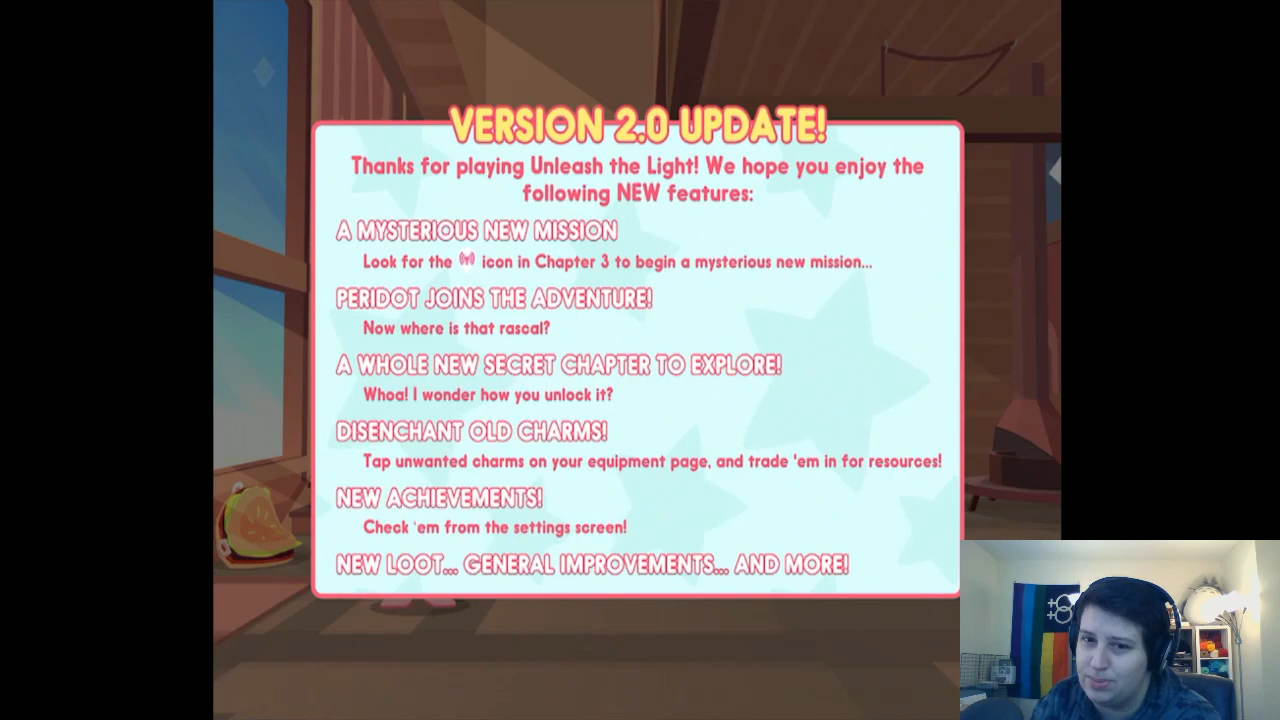 VERSION 2.0 UPDATE!
Thanks for playing Unleash the Light! We hope you enjoy the
following NEW features:
A MYSTERIOUS NEW MISSION
Look for the icon in Chapter 3 to begin a mysterious new mission...
PERIDOT JOINS THE ADVENTURE!
Now where is that rascal?
A WHOLE NEW SECRET CHAPTER TO EXPLORE!
Whoa! I wonder how you unlock it?
DISENCHANT OLD CHARMS!
Tap unwanted charms on your equipment page, and trade 'em in for resources!
NEW ACHIEVEMENTS!
Check 'em from the settings screen!
NEW LOOT... GENERAL IMPROVEMENTS... AND MORE!